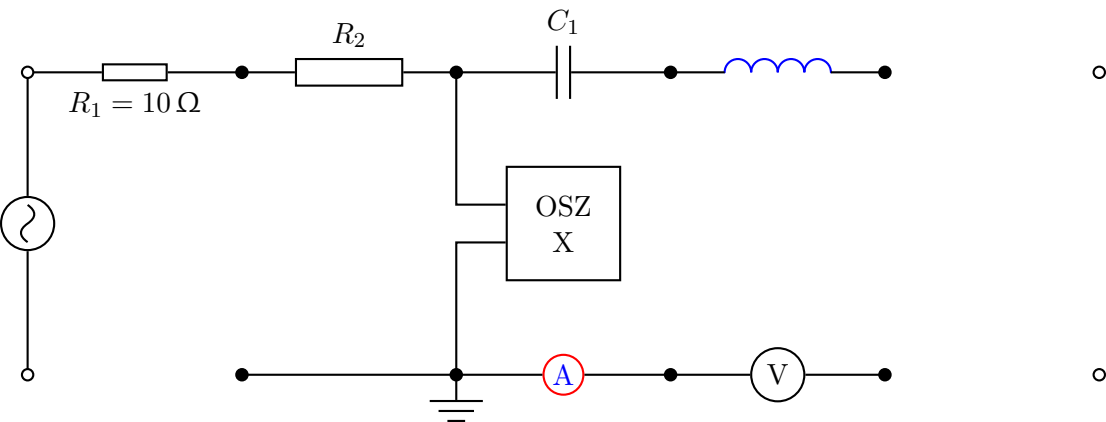 C₁
R₂
R₁ = 10 Ω
OSZ
X
A
V